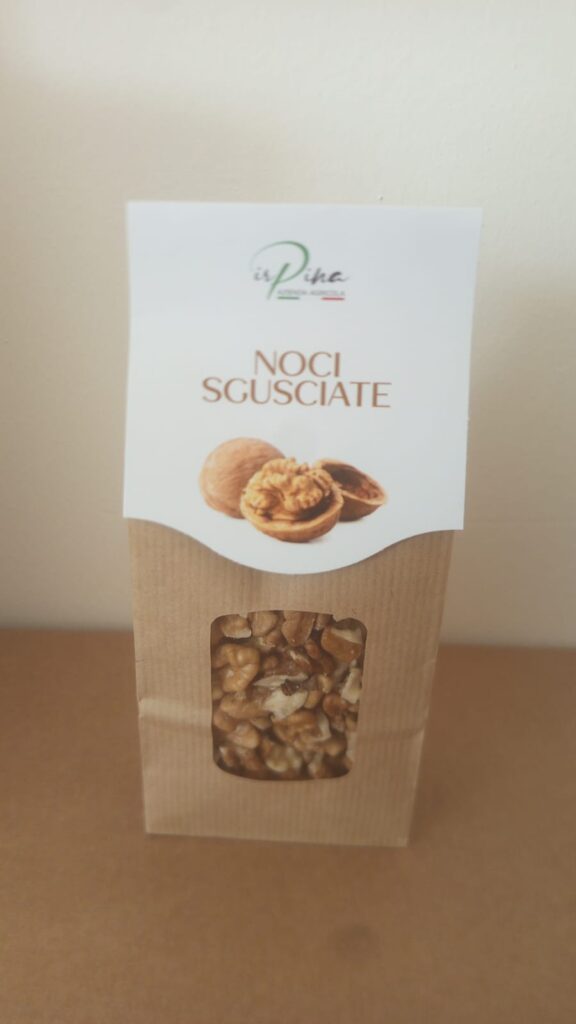 isPina
AZIENDA AGRICOLA
NOCI
SGUSCIATE